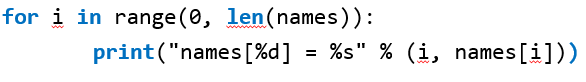 for i in range(0, len(names)):
print("names[%d] = %s" % (i, names[i]))